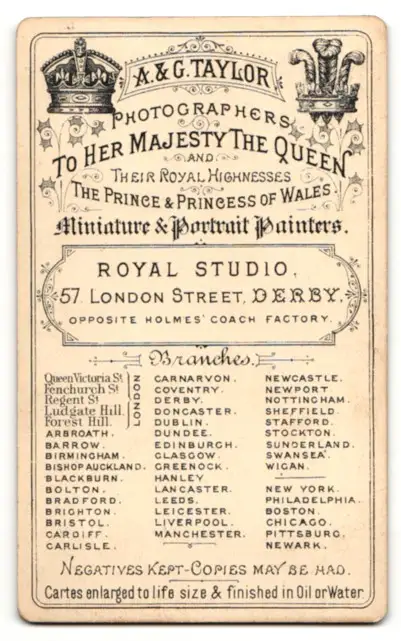 A. & G. TAYLOR
PHOTOGRAPHERS
TO HER MAJESTY THE QUEEN
AND
THEIR ROYAL HIGHNESSES
THE PRINCE & PRINCESS OF WALES.
Miniature & Portrait Painters.
ROYAL STUDIO,
57. LONDON STREET, DERBY.
OPPOSITE HOLMES' COACH FACTORY.
Branches.
Queen Victoria St
Fenchurch St
Regent St
Ludgate Hill.
Forest Hill.
LONDON
ARBROATH.
BARROW.
BIRMINGHAM.
BISHOP AUCKLAND.
BLACKBURN.
BOLTON.
BRADFORD.
BRIGHTON.
BRISTOL.
CARDIFF.
CARLISLE.
CARNARVON.
COVENTRY.
DERBY.
DONCASTER.
DUBLIN.
DUNDEE.
EDINBURGH.
GLASGOW.
GREENOCK.
HANLEY
LANCASTER.
LEEDS.
LEICESTER.
LIVERPOOL.
MANCHESTER.
NEWCASTLE.
NEWPORT
NOTTINGHAM.
SHEFFIELD.
STAFFORD.
STOCKTON.
SUNDERLAND.
SWANSEA.
WIGAN.
NEW YORK.
PHILADELPHIA.
BOSTON.
CHICAGO.
PITTSBURG.
NEWARK.
NEGATIVES KEPT-COPIES MAY BE HAD.
Cartes enlarged to life size & finished in Oil or Water